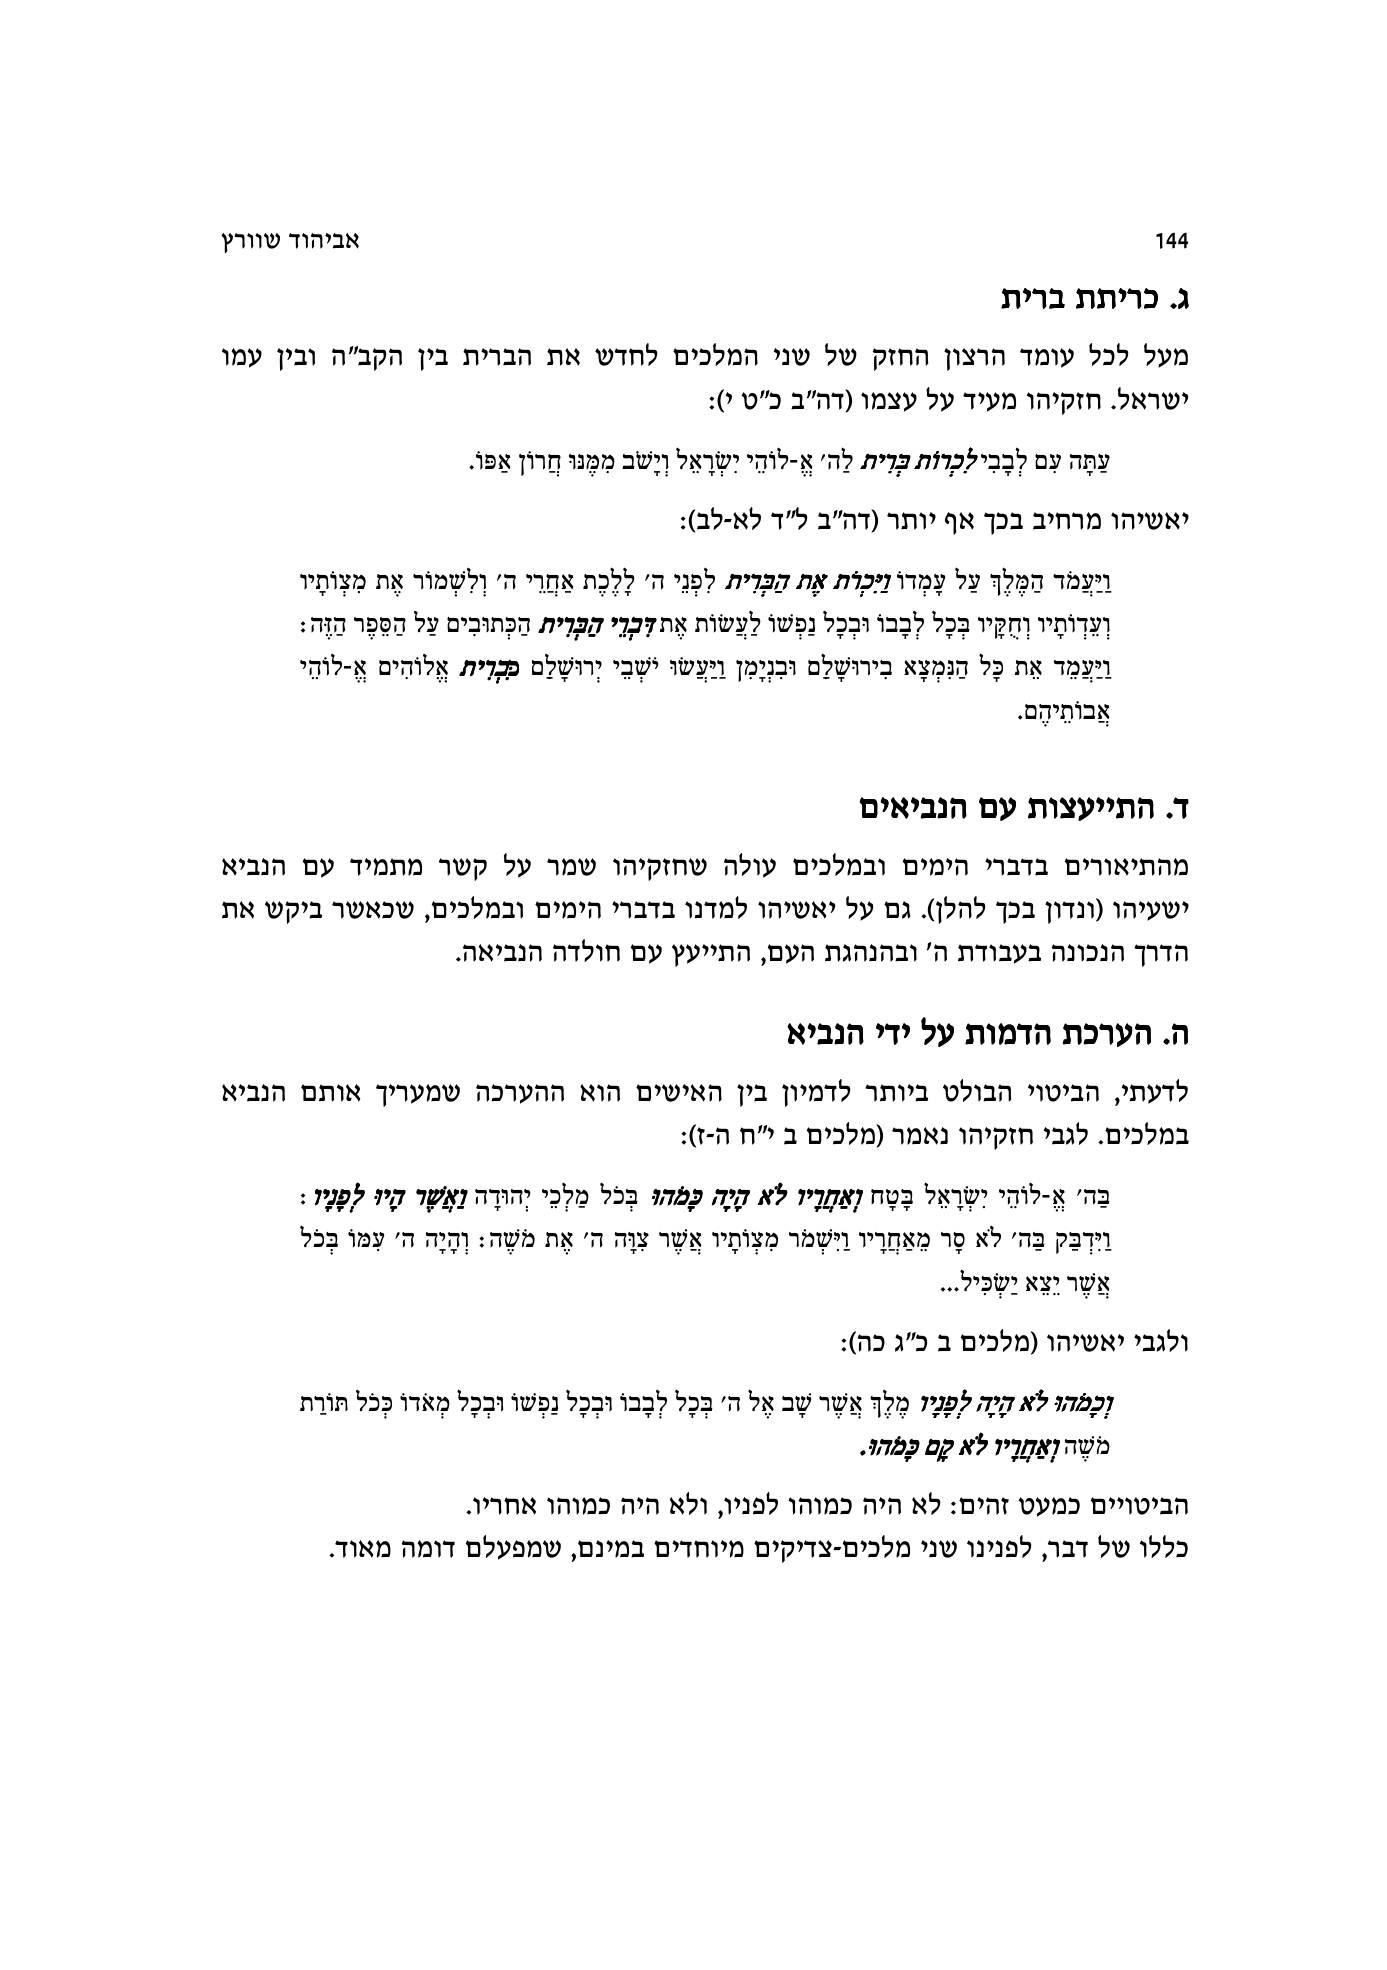 144 אביהוד שוורץ
ג. כריתת ברית
מעל לכל עומד הרצון החזק של שני המלכים לחדש את הברית בין הקב"ה ובין עמו
ישראל. חזקיהו מעיד על עצמו (דה"ב כ"ט י):
עַתָּה עִם לְבָבִי לִכְרוֹת בְּרִית לַה' אֱ-לוֹהֵי יִשְׂרָאֵל וְיָשֹׁב מִמֶּנּוּ חֲרוֹן אַפּוֹ.
יאשיהו מרחיב בכך אף יותר (דה"ב ל"ד לא-לב):
וַיַּעֲמֹד הַמֶּלֶךְ עַל עָמְדוֹ וַיִּכְרֹת אֶת הַבְּרִית לִפְנֵי ה' לָלֶכֶת אַחֲרֵי ה' וְלִשְׁמוֹר אֶת מִצְוֹתָיו
וְעֵדְוֹתָיו וְחֻקָּיו בְּכָל לְבָבוֹ וּבְכָל נַפְשׁוֹ לַעֲשׂוֹת אֶת דִּבְרֵי הַבְּרִית הַכְּתוּבִים עַל הַסֵּפֶר הַזֶּה:
וַיַּעֲמֵד אֵת כָּל הַנִּמְצָא בִירוּשָׁלַם וּבִנְיָמִן וַיַּעֲשׂוּ יֹשְׁבֵי יְרוּשָׁלַם כִּבְרִית אֱלוֹהִים אֱ-לוֹהֵי
אֲבוֹתֵיהֶם.
ד. התייעצות עם הנביאים
מהתיאורים בדברי הימים ובמלכים עולה שחזקיהו שמר על קשר מתמיד עם הנביא
ישעיהו (ונדון בכך להלן). גם על יאשיהו למדנו בדברי הימים ובמלכים, שכאשר ביקש את
הדרך הנכונה בעבודת ה' ובהנהגת העם, התייעץ עם חולדה הנביאה.
ה. הערכת הדמות על ידי הנביא
לדעתי, הביטוי הבולט ביותר לדמיון בין האישים הוא ההערכה שמעריך אותם הנביא
במלכים. לגבי חזקיהו נאמר (מלכים ב י"ח ה-ז):
בַּה' אֱ-לוֹהֵי יִשְׂרָאֵל בָּטָח וְאַחֲרָיו לֹא הָיָה כָּמֹהוּ בְּכֹל מַלְכֵי יְהוּדָה וַאֲשֶׁר הָיוּ לְפָנָיו:
וַיִּדְבַּק בַּה' לֹא סָר מֵאַחֲרָיו וַיִּשְׁמֹר מִצְוֹתָיו אֲשֶׁר צִוָּה ה' אֶת מֹשֶׁה: וְהָיָה ה' עִמּוֹ בְּכֹל
אֲשֶׁר יֵצֵא יַשְׂכִּיל...
ולגבי יאשיהו (מלכים ב כ"ג כה):
וְכָמֹהוּ לֹא הָיָה לְפָנָיו מֶלֶךְ אֲשֶׁר שָׁב אֶל ה' בְּכָל לְבָבוֹ וּבְכָל נַפְשׁוֹ וּבְכָל מְאֹדוֹ כְּכֹל תּוֹרַת
מֹשֶׁה וְאַחֲרָיו לֹא קָם כָּמֹהוּ.
הביטויים כמעט זהים: לא היה כמוהו לפניו, ולא היה כמוהו אחריו.
כללו של דבר, לפנינו שני מלכים-צדיקים מיוחדים במינם, שמפעלם דומה מאוד.